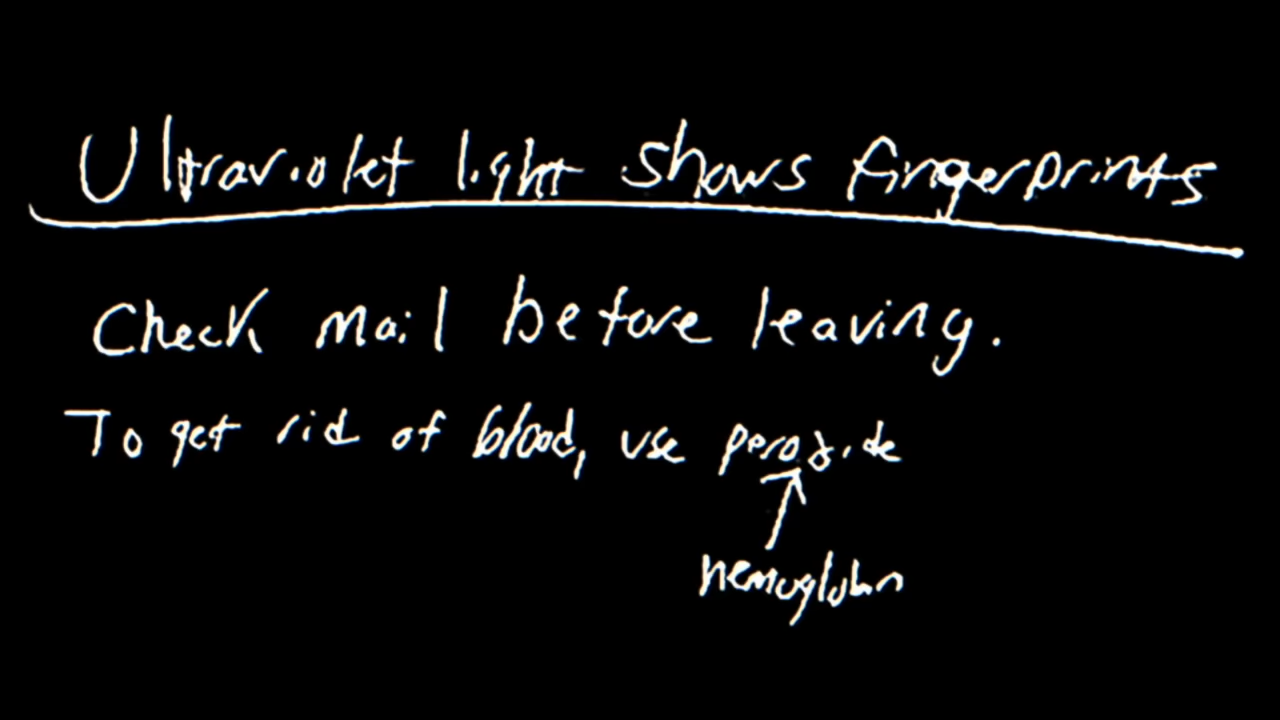 Ultraviolet light shows fingerprints
Check mail before leaving.
To get rid of blood, use peroxide
hemoglobin